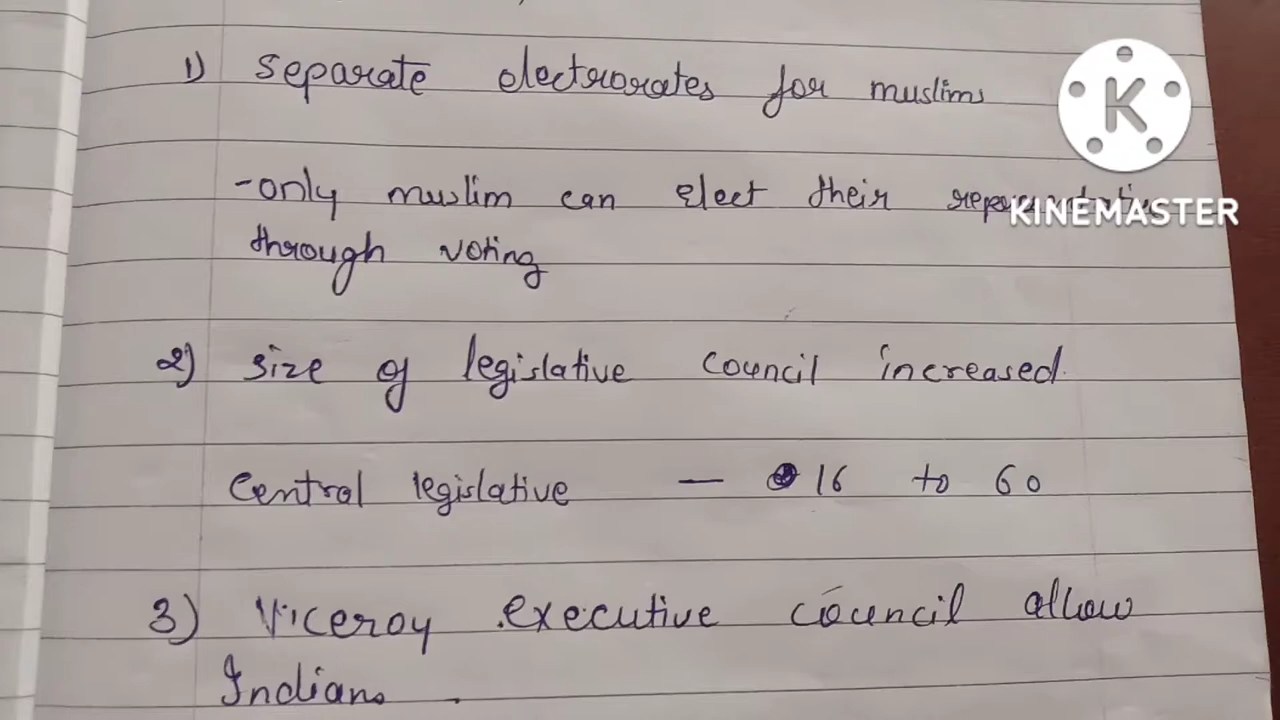 1) Separate electrorates for muslims
K
-only muslim can elect their
KINEMASTER
through voting
2) Size of legislative council increased.
Central legislative — 16 to 60
3) Viceroy executive council allow
Indians.